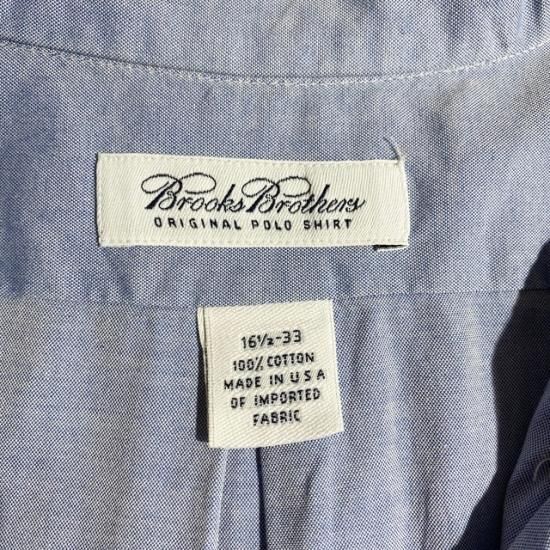 Brooks Brothers
ORIGINAL POLO SHIRT
16½-33
100% COTTON
MADE IN U S A
OF IMPORTED
FABRIC